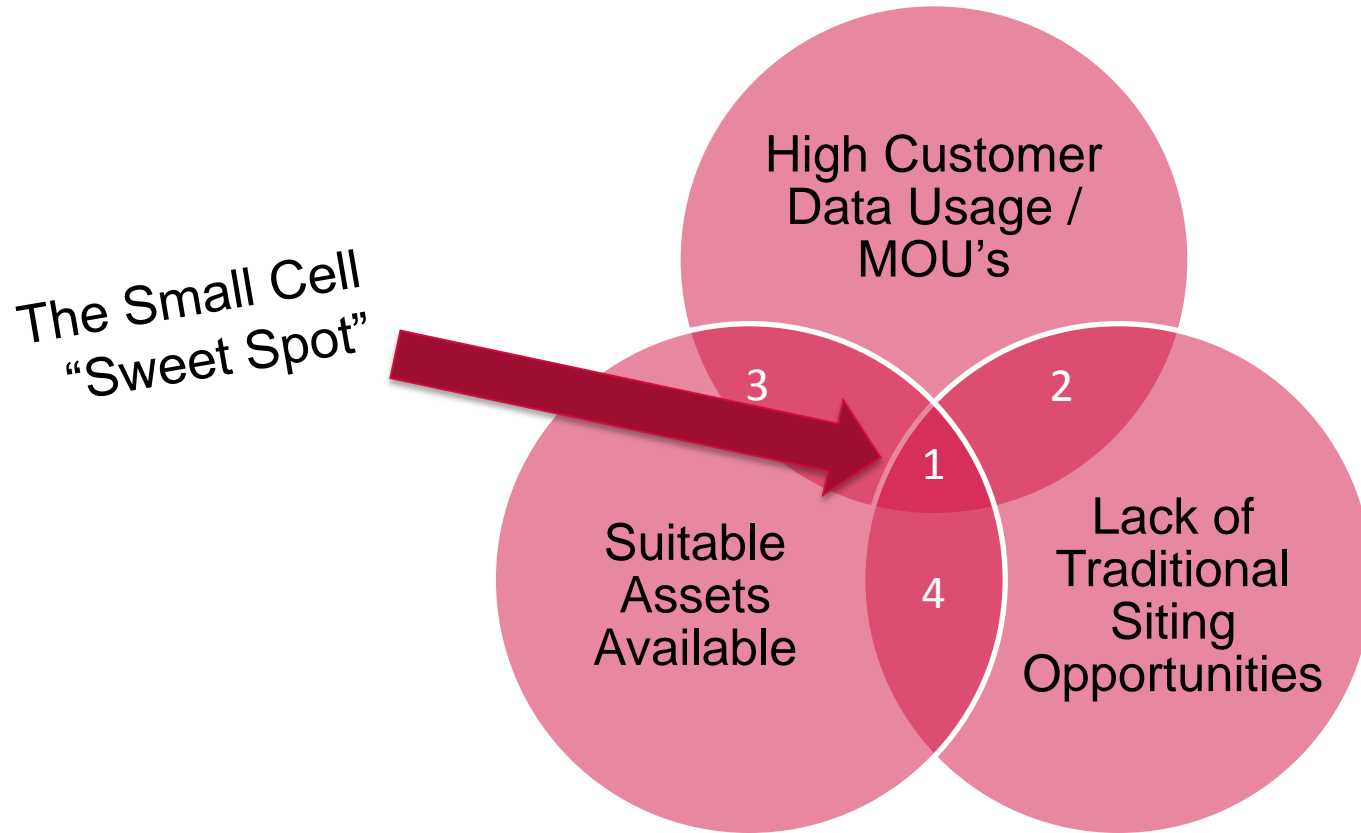 High Customer
Data Usage /
MOU's
The Small Cell
“Sweet Spot”
3
2
1
Suitable
Assets
Available
4
Lack of
Traditional
Siting
Opportunities